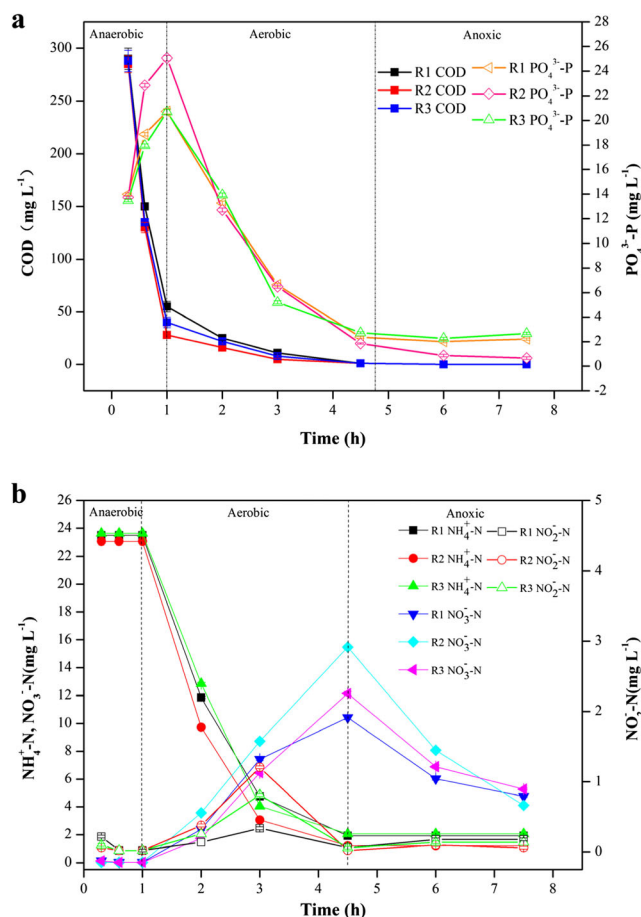 a
Anaerobic Aerobic Anoxic
R1 COD
R2 COD
R3 COD
R1 PO₄³⁻-P
R2 PO₄³⁻-P
R3 PO₄³⁻-P
300
250
200
150
100
50
0
28
26
24
22
20
18
16
14
12
10
8
6
4
2
0
-2
COD (mg L⁻¹)
PO₄³⁻-P (mg L⁻¹)
0 1 2 3 4 5 6 7 8
Time (h)
b
Anaerobic Aerobic Anoxic
R1 NH₄⁺-N
R2 NH₄⁺-N
R3 NH₄⁺-N
R1 NO₃⁻-N
R2 NO₃⁻-N
R3 NO₃⁻-N
R1 NO₂⁻-N
R2 NO₂⁻-N
R3 NO₂⁻-N
26
24
22
20
18
16
14
12
10
8
6
4
2
0
5
4
3
2
1
0
NH₄⁺-N, NO₃⁻-N(mg L⁻¹)
NO₂⁻-N(mg L⁻¹)
0 1 2 3 4 5 6 7 8
Time (h)